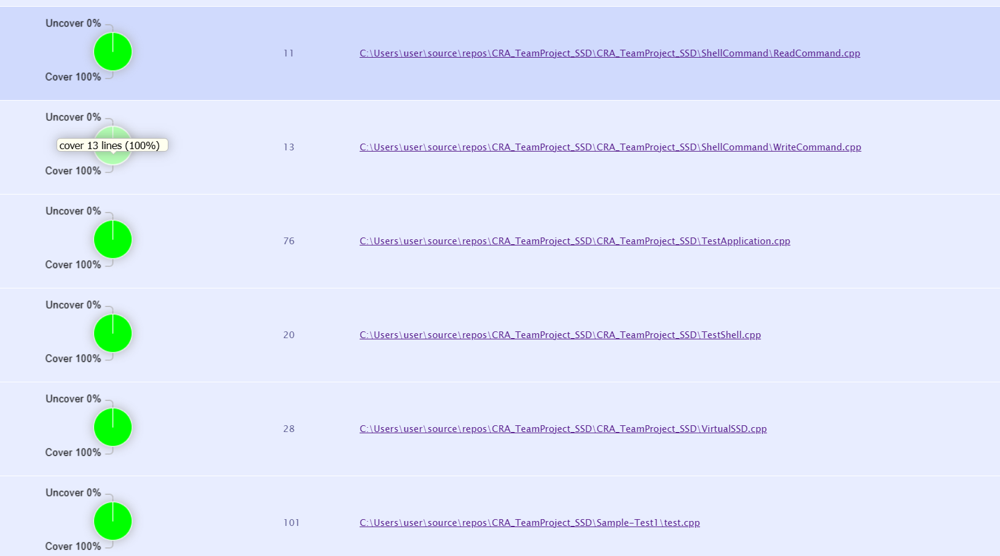 Uncover 0%
11 C:\Users\user\source\repos\CRA_TeamProject_SSD\CRA_TeamProject_SSD\ShellCommand\ReadCommand.cpp
Cover 100%
Uncover 0%
cover 13 lines (100%) 13 C:\Users\user\source\repos\CRA_TeamProject_SSD\CRA_TeamProject_SSD\ShellCommand\WriteCommand.cpp
Cover 100%
Uncover 0%
76 C:\Users\user\source\repos\CRA_TeamProject_SSD\CRA_TeamProject_SSD\TestApplication.cpp
Cover 100%
Uncover 0%
20 C:\Users\user\source\repos\CRA_TeamProject_SSD\CRA_TeamProject_SSD\TestShell.cpp
Cover 100%
Uncover 0%
28 C:\Users\user\source\repos\CRA_TeamProject_SSD\CRA_TeamProject_SSD\VirtualSSD.cpp
Cover 100%
Uncover 0%
101 C:\Users\user\source\repos\CRA_TeamProject_SSD\Sample-Test1\test.cpp
Cover 100%